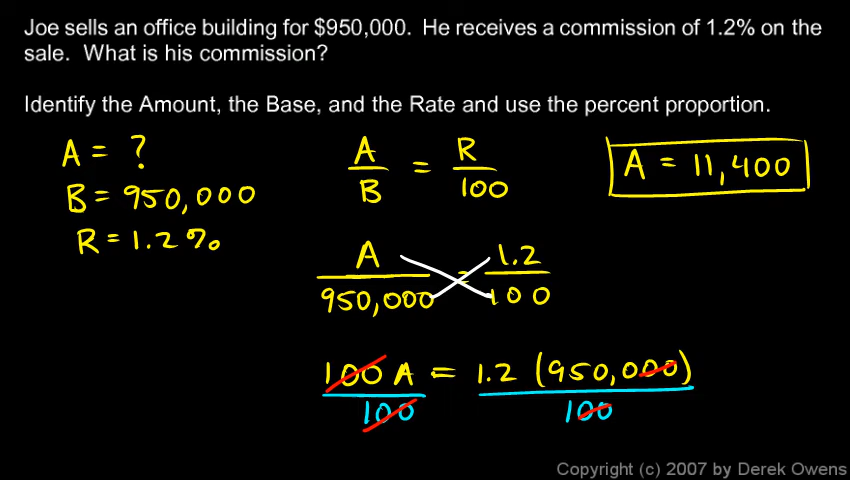 Joe sells an office building for $950,000.  He receives a commission of 1.2% on the
sale.  What is his commission?
Identify the Amount, the Base, and the Rate and use the percent proportion.
A = ?
B = 950,000
R = 1.2%
A/B = R/100
A = 11,400
A/950,000 = 1.2/100
100 A/100 = 1.2 (950,000)/100
Copyright (c) 2007 by Derek Owens